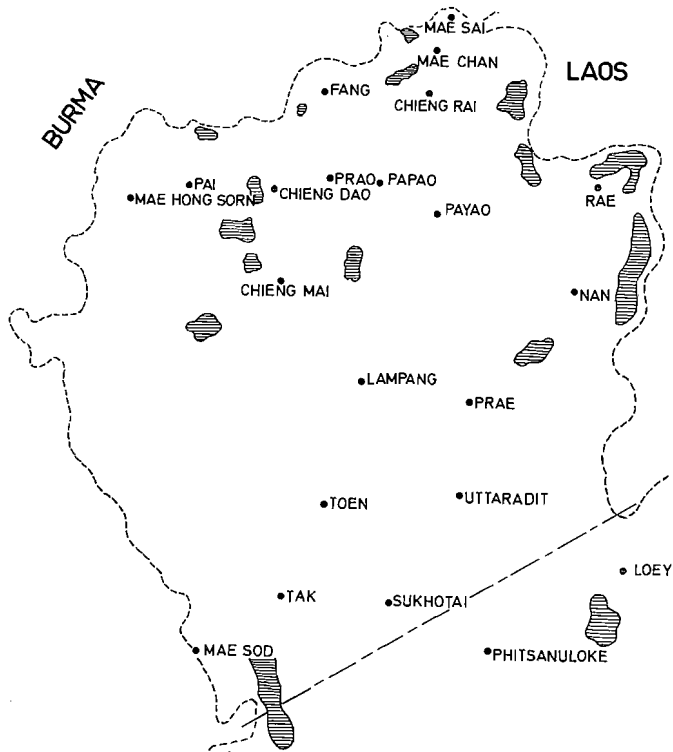 MAE SAI
MAE CHAN
LAOS
BURMA
FANG
CHIENG RAI
PAI
PRAO
PAPAO
MAE HONG SORN
CHIENG DAO
RAE
PAYAO
CHIENG MAI
NAN
LAMPANG
PRAE
TOEN
UTTARADIT
LOEY
TAK
SUKHOTAI
MAE SOD
PHITSANULOKE